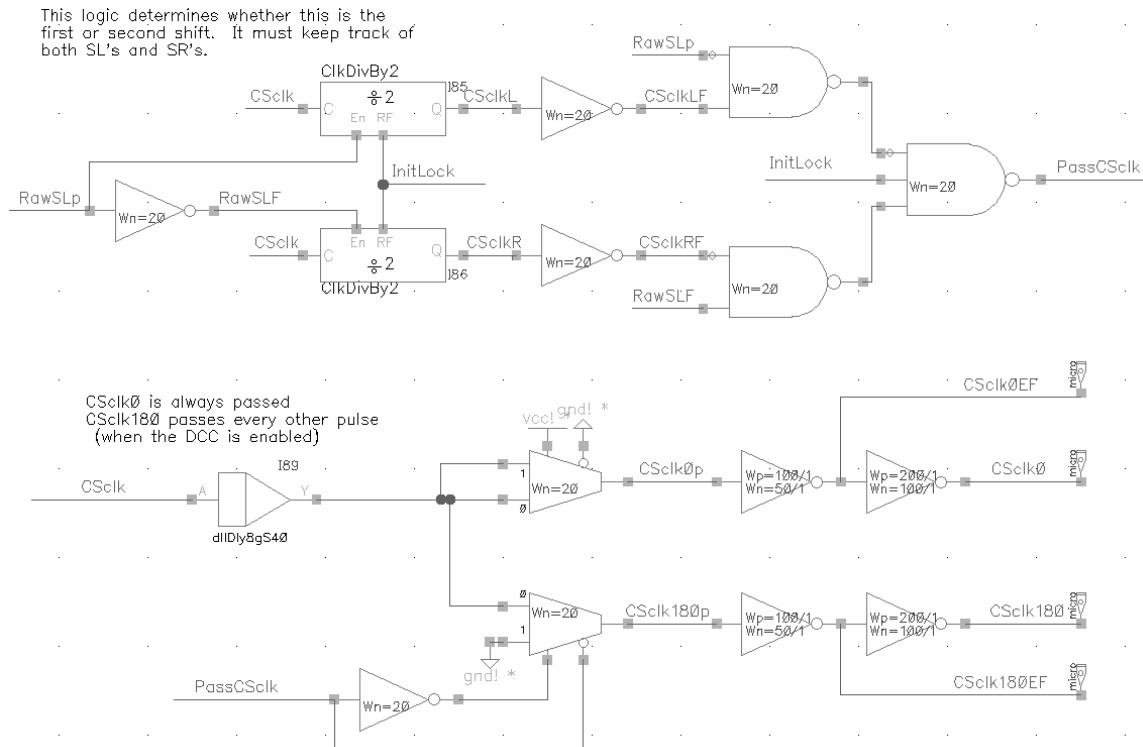 This logic determines whether this is the
first or second shift. It must keep track of
both SL's and SR's.
RawSLp
ClkDivBy2
CSclk
C
÷2
En RF
Q
I85
CSclkL
Wn=20
CSclkLF
Wn=20
InitLock
InitLock
Wn=20
PassCSclk
RawSLp
Wn=20
RawSLF
CSclk
C
En RF
÷2
Q
I86
ClkDivBy2
CSclkR
Wn=20
CSclkRF
Wn=20
RawSLF
CSclk0 is always passed
CSclk180 passes every other pulse
(when the DCC is enabled)
CSclk
A
I89
Y
dllDly8gS40
vcc! *
gnd! *
1
Wn=20
0
CSclk0p
Wp=100/1
Wn=50/1
Wp=200/1
Wn=100/1
CSclk0EF
micro
CSclk0
micro
0
Wn=20
1
gnd! *
CSclk180p
Wp=100/1
Wn=50/1
Wp=200/1
Wn=100/1
CSclk180
micro
CSclk180EF
micro
PassCSclk
Wn=20